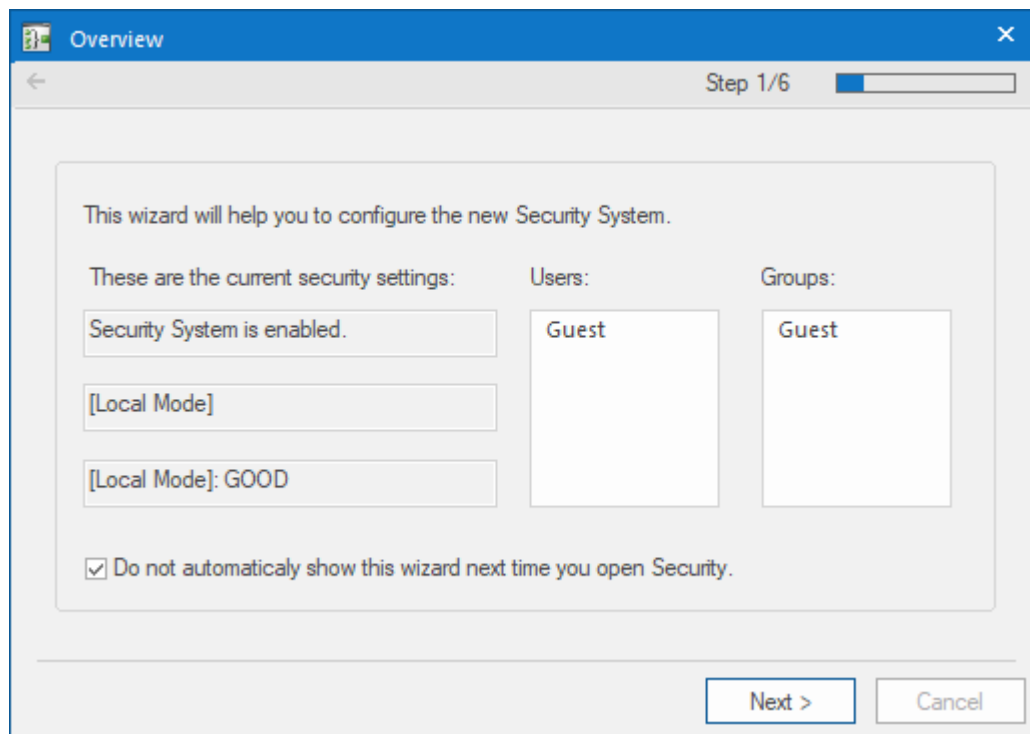 Overview
Step 1/6
This wizard will help you to configure the new Security System.
These are the current security settings: Users: Groups:
Security System is enabled. Guest Guest
[Local Mode]
[Local Mode]: GOOD
Do not automaticaly show this wizard next time you open Security.
Next > Cancel